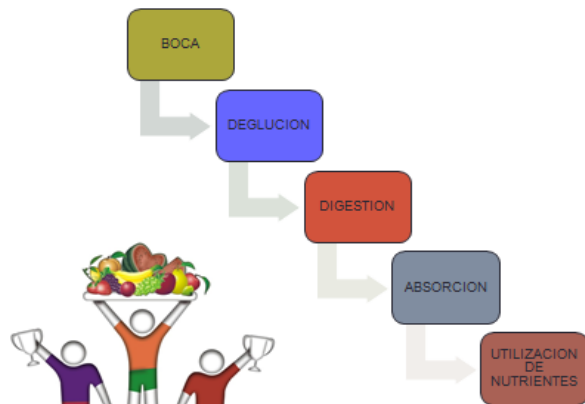 BOCA
DEGLUCION
DIGESTION
ABSORCION
UTILIZACION
DE
NUTRIENTES